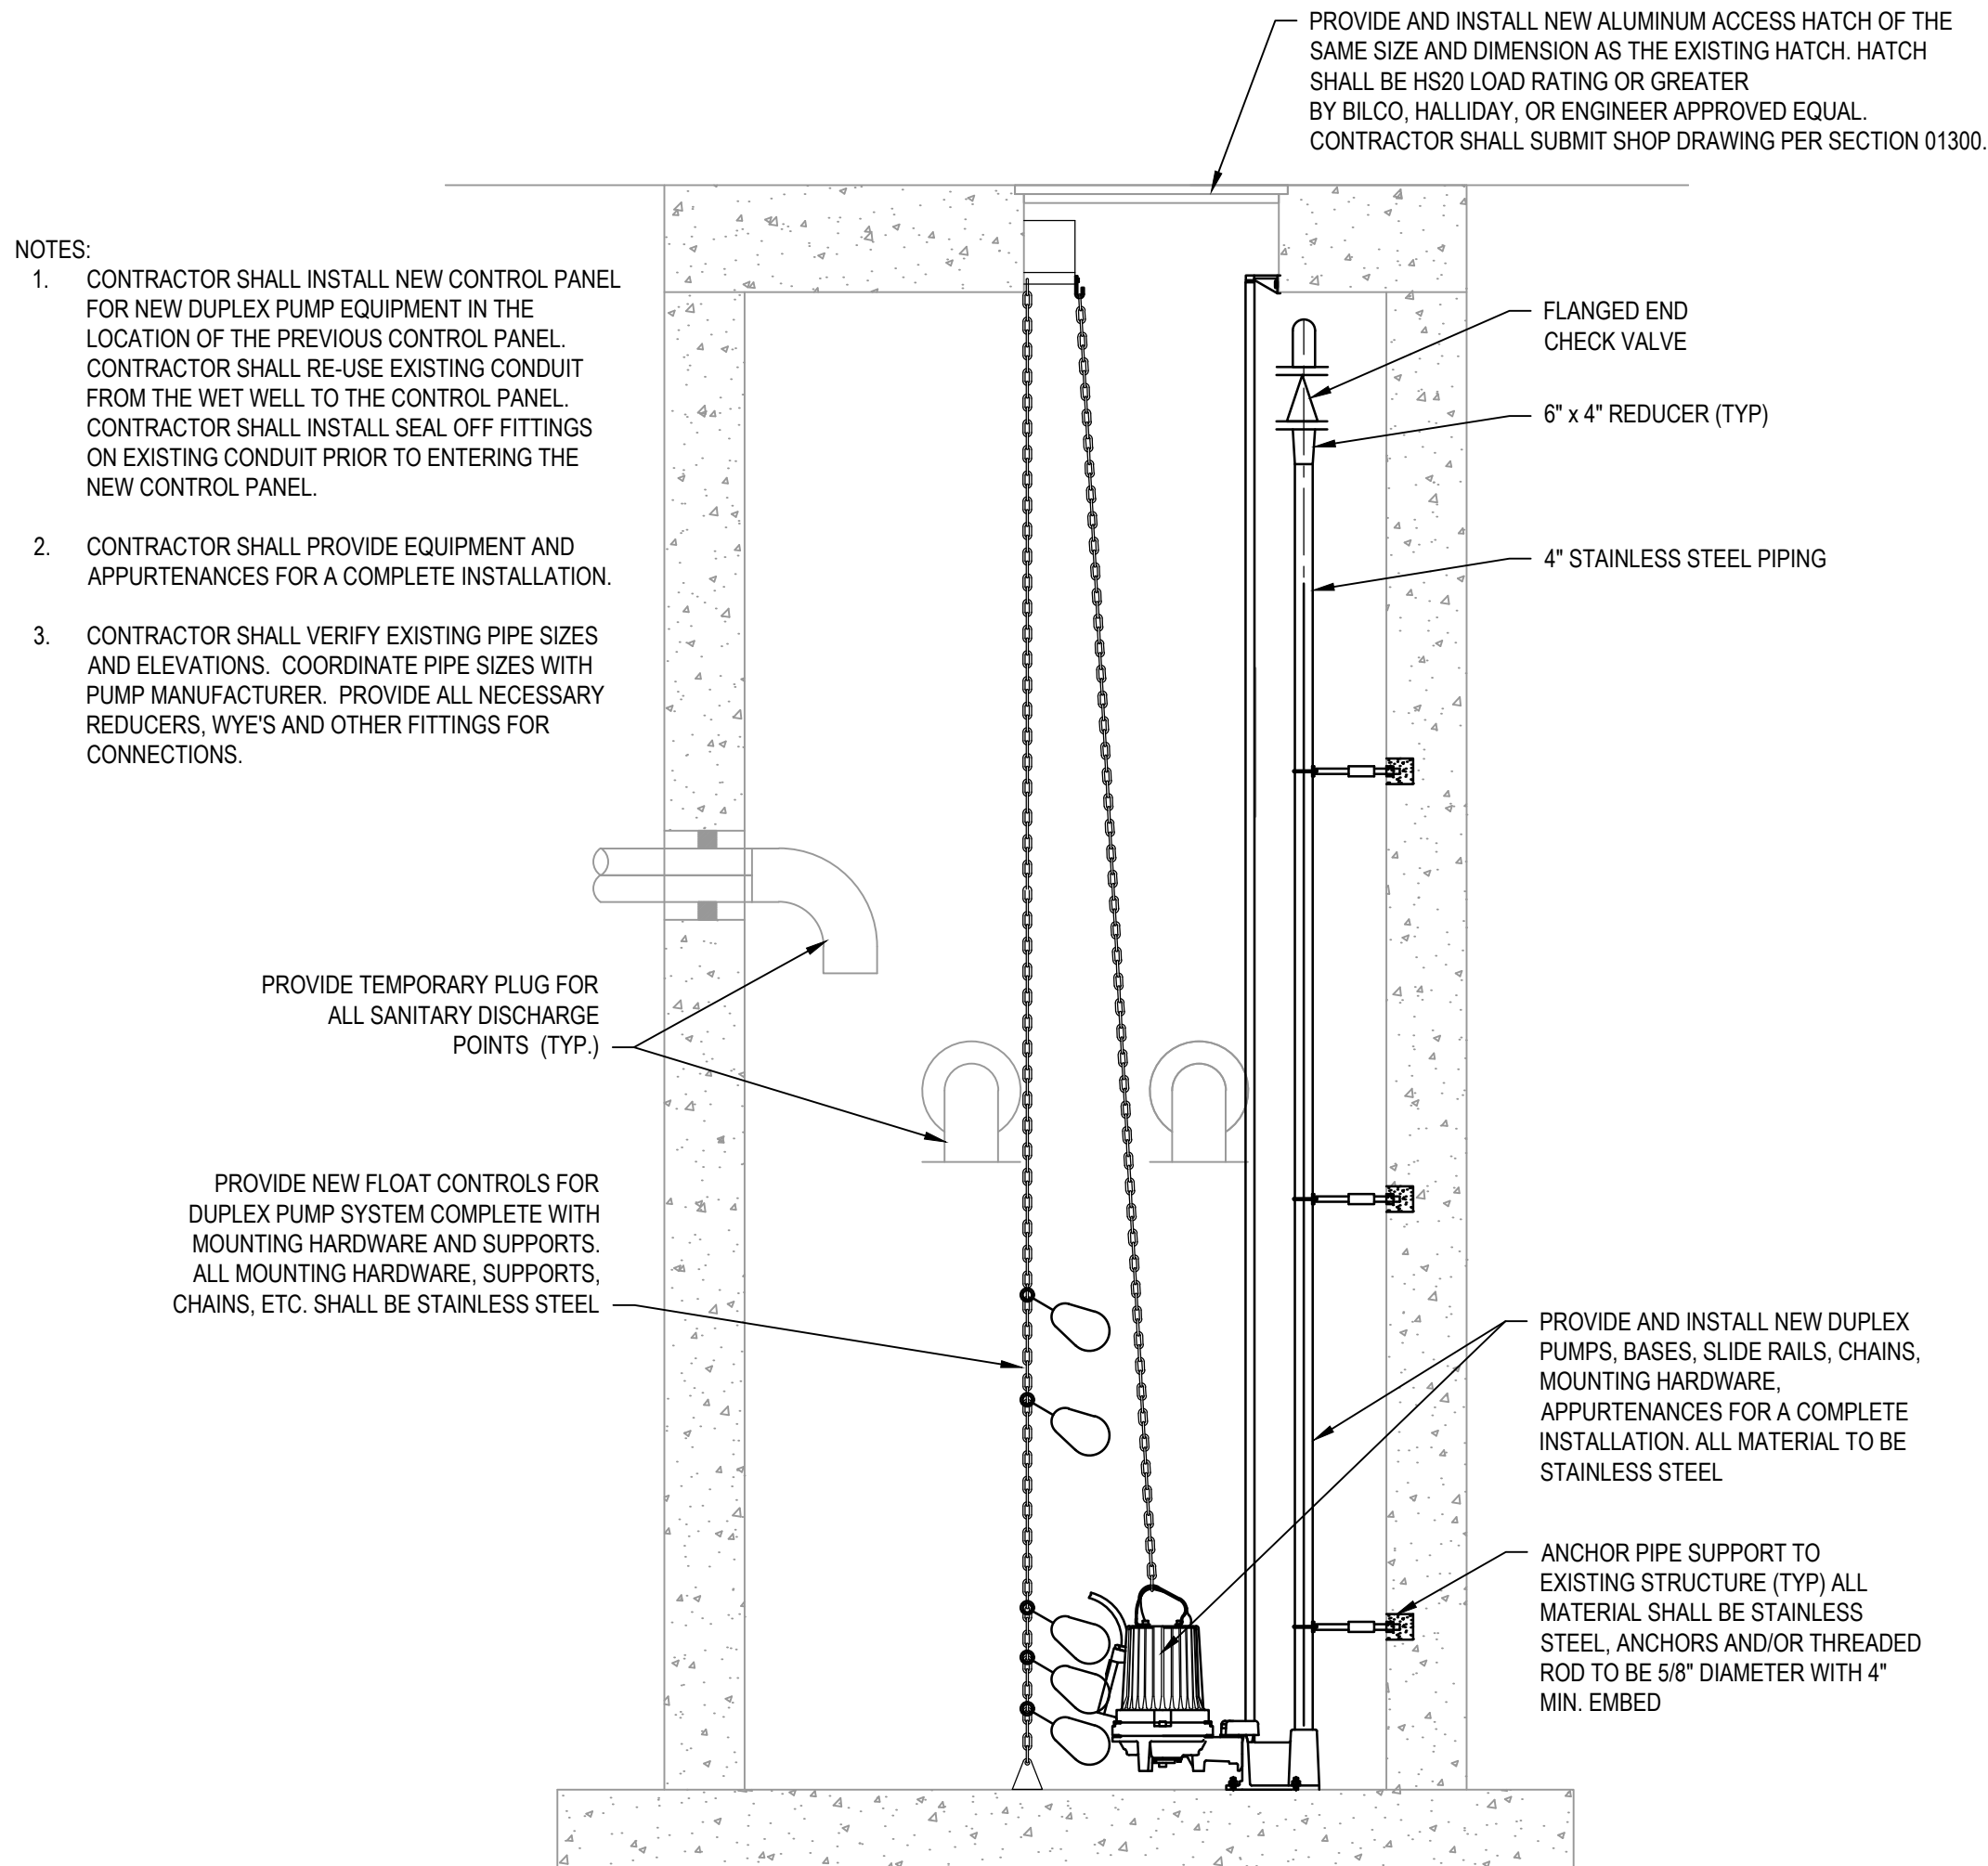 PROVIDE AND INSTALL NEW ALUMINUM ACCESS HATCH OF THE
SAME SIZE AND DIMENSION AS THE EXISTING HATCH. HATCH
SHALL BE HS20 LOAD RATING OR GREATER
BY BILCO, HALLIDAY, OR ENGINEER APPROVED EQUAL.
CONTRACTOR SHALL SUBMIT SHOP DRAWING PER SECTION 01300.
NOTES:
1. CONTRACTOR SHALL INSTALL NEW CONTROL PANEL
FOR NEW DUPLEX PUMP EQUIPMENT IN THE
LOCATION OF THE PREVIOUS CONTROL PANEL.
CONTRACTOR SHALL RE-USE EXISTING CONDUIT
FROM THE WET WELL TO THE CONTROL PANEL.
CONTRACTOR SHALL INSTALL SEAL OFF FITTINGS
ON EXISTING CONDUIT PRIOR TO ENTERING THE
NEW CONTROL PANEL.
2. CONTRACTOR SHALL PROVIDE EQUIPMENT AND
APPURTENANCES FOR A COMPLETE INSTALLATION.
3. CONTRACTOR SHALL VERIFY EXISTING PIPE SIZES
AND ELEVATIONS. COORDINATE PIPE SIZES WITH
PUMP MANUFACTURER. PROVIDE ALL NECESSARY
REDUCERS, WYE'S AND OTHER FITTINGS FOR
CONNECTIONS.
FLANGED END
CHECK VALVE
6" x 4" REDUCER (TYP)
4" STAINLESS STEEL PIPING
PROVIDE TEMPORARY PLUG FOR
ALL SANITARY DISCHARGE
POINTS (TYP.)
PROVIDE NEW FLOAT CONTROLS FOR
DUPLEX PUMP SYSTEM COMPLETE WITH
MOUNTING HARDWARE AND SUPPORTS.
ALL MOUNTING HARDWARE, SUPPORTS,
CHAINS, ETC. SHALL BE STAINLESS STEEL
PROVIDE AND INSTALL NEW DUPLEX
PUMPS, BASES, SLIDE RAILS, CHAINS,
MOUNTING HARDWARE,
APPURTENANCES FOR A COMPLETE
INSTALLATION. ALL MATERIAL TO BE
STAINLESS STEEL
ANCHOR PIPE SUPPORT TO
EXISTING STRUCTURE (TYP) ALL
MATERIAL SHALL BE STAINLESS
STEEL, ANCHORS AND/OR THREADED
ROD TO BE 5/8" DIAMETER WITH 4"
MIN. EMBED